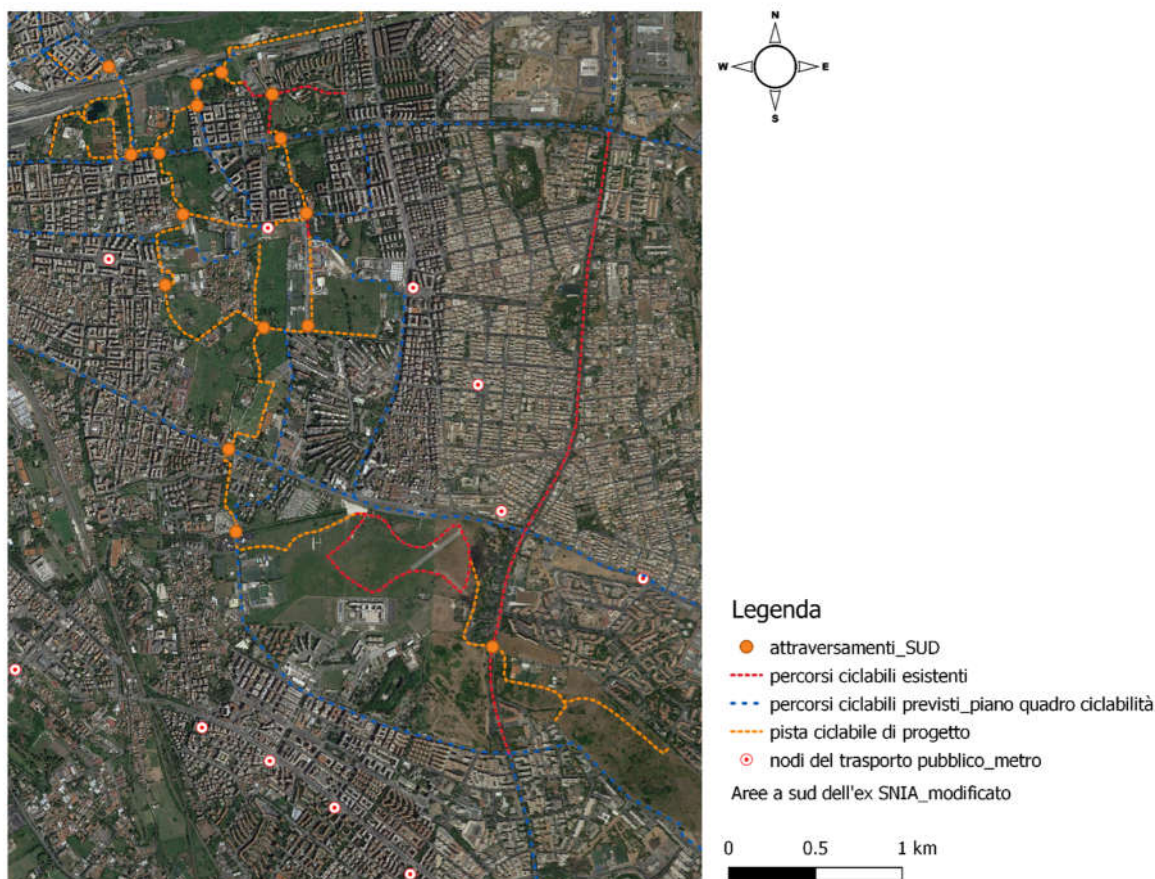 N
W E
S
Legenda
attraversamenti_SUD
percorsi ciclabili esistenti
percorsi ciclabili previsti_piano quadro ciclabilità
pista ciclabile di progetto
nodi del trasporto pubblico_metro
Aree a sud dell'ex SNIA_modificato
0 0.5 1 km